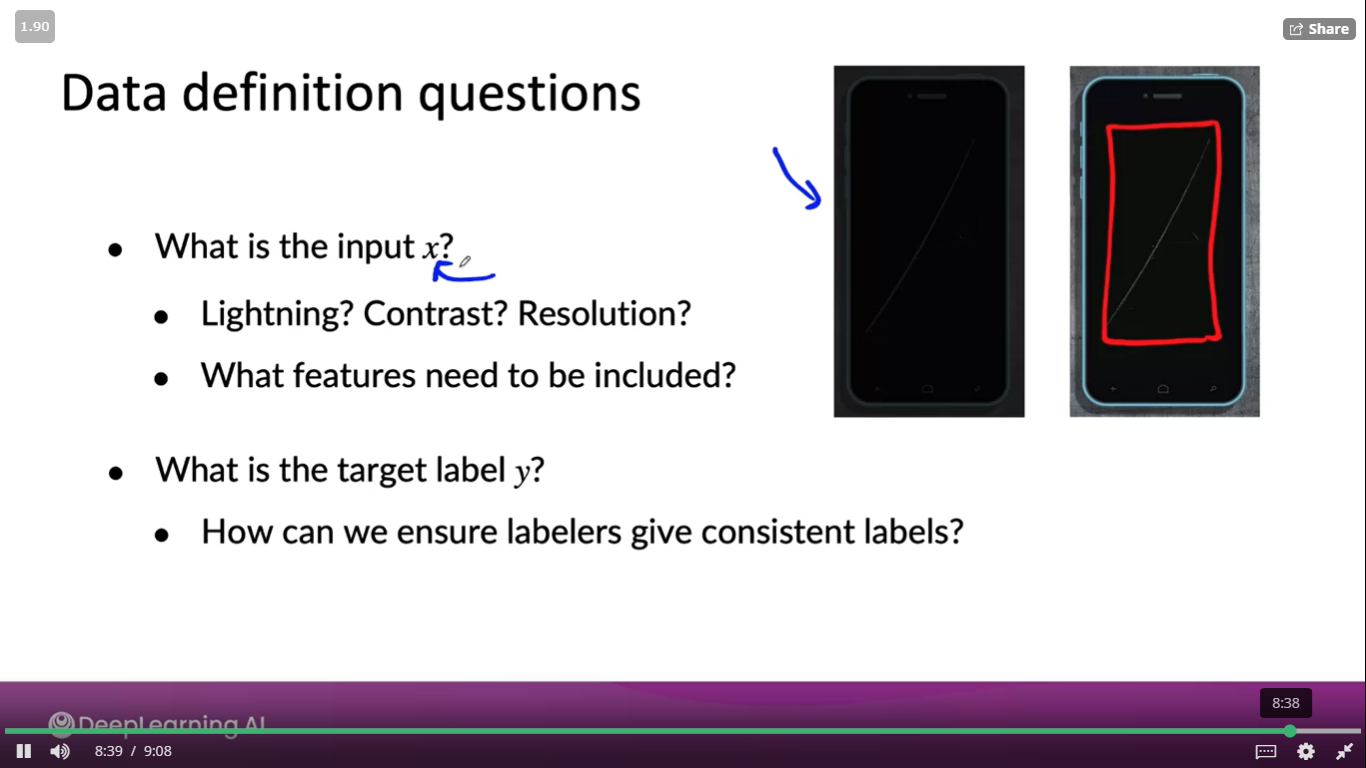 1.90
Share
Data definition questions
• What is the input x?
• Lightning? Contrast? Resolution?
• What features need to be included?
• What is the target label y?
• How can we ensure labelers give consistent labels?
DeepLearning.AI
8:38
8:39 / 9:08